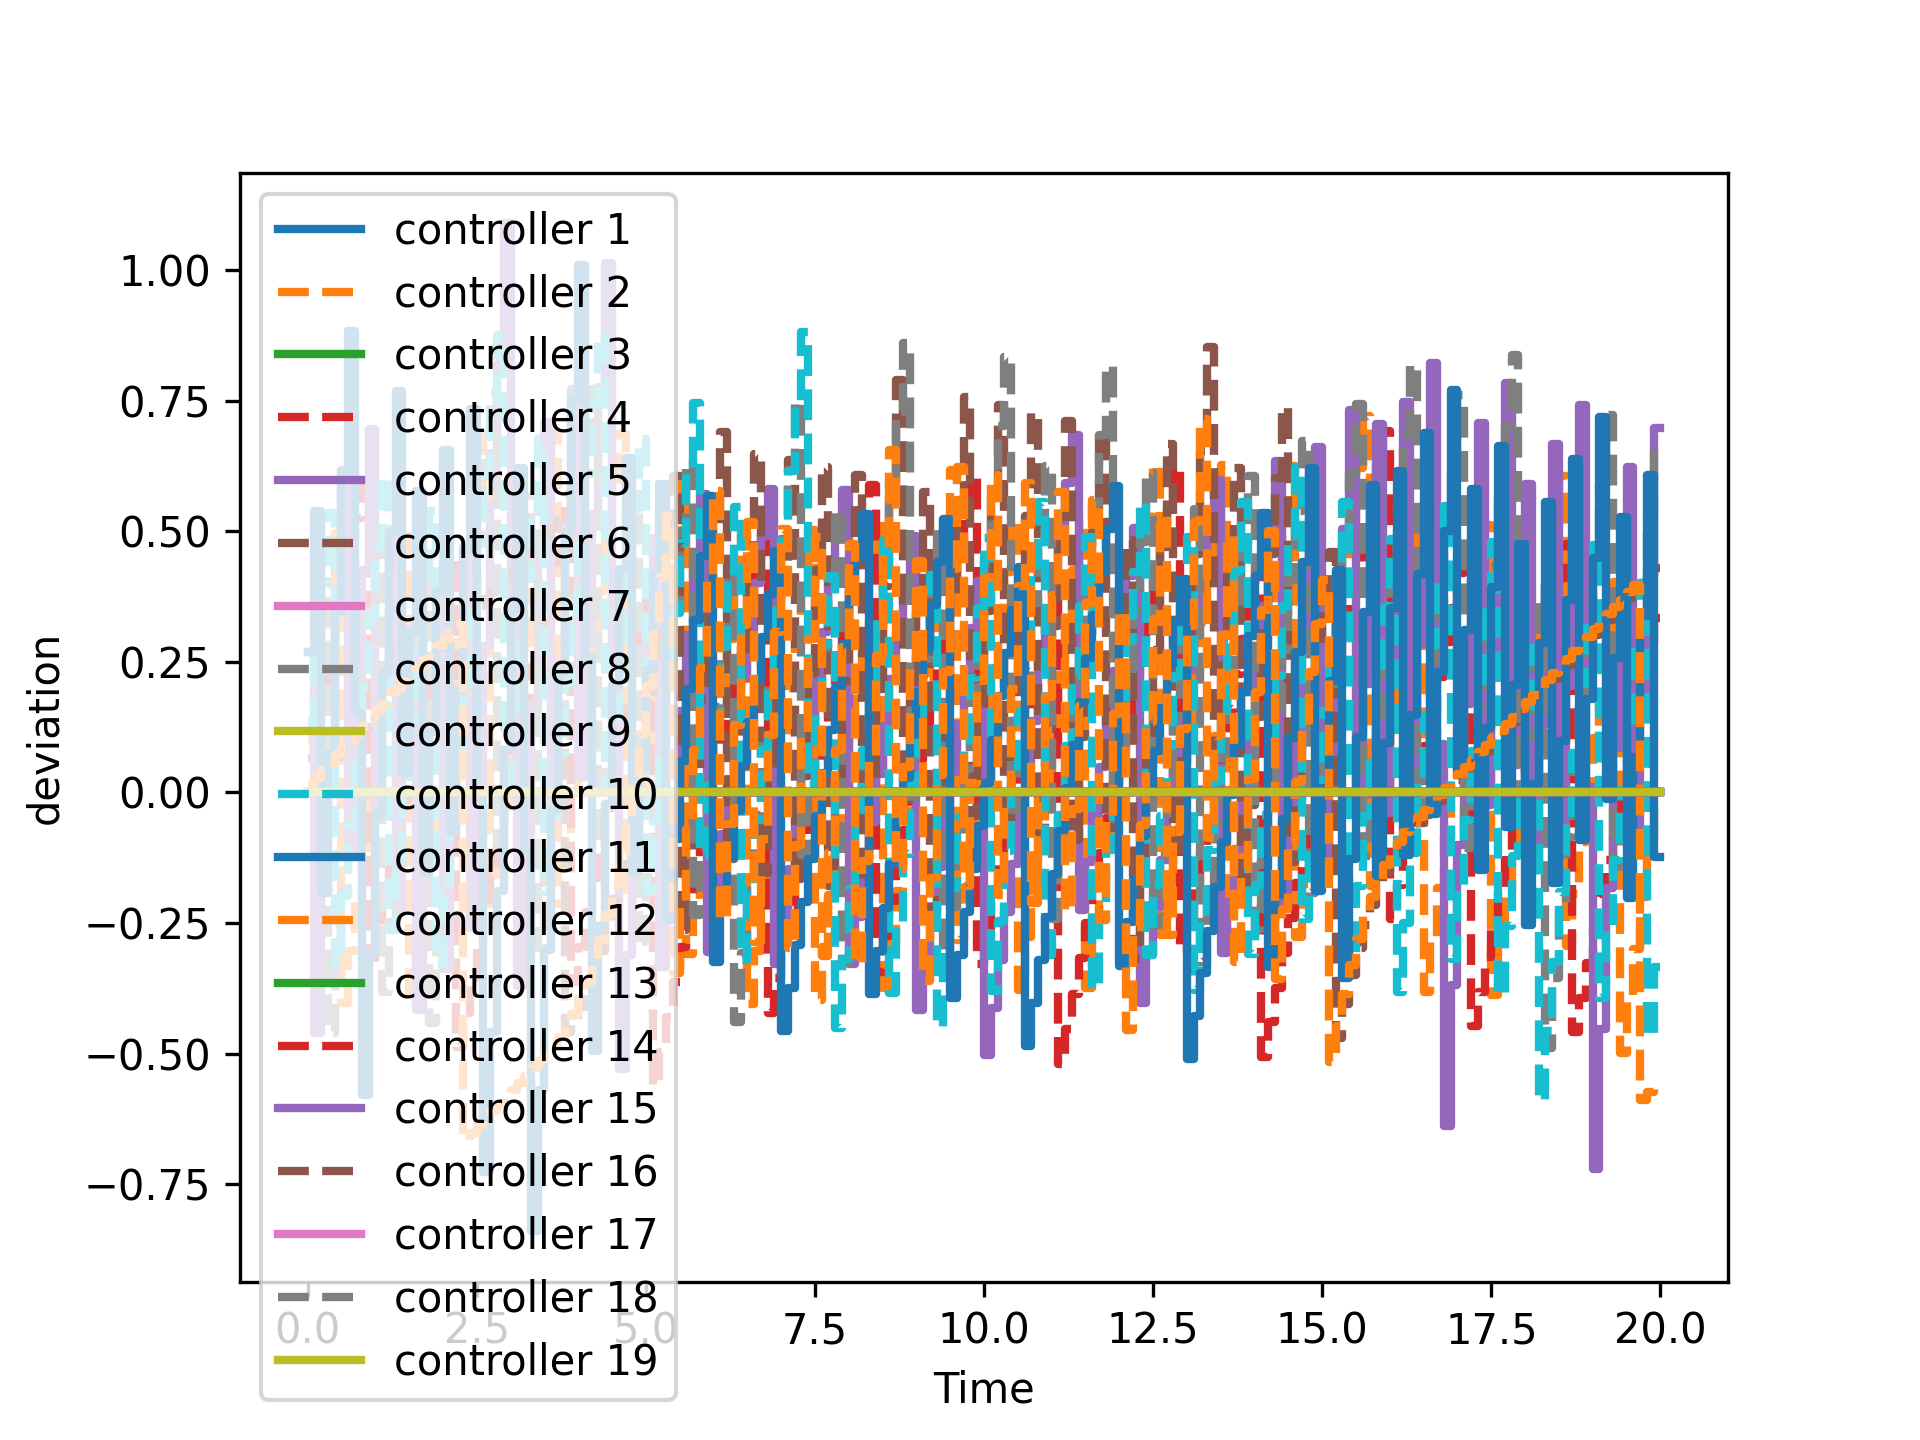 controller 1
controller 2
controller 3
controller 4
controller 5
controller 6
controller 7
controller 8
controller 9
controller 10
controller 11
controller 12
controller 13
controller 14
controller 15
controller 16
controller 17
controller 18
controller 19
1.00
0.75
0.50
0.25
0.00
−0.25
−0.50
−0.75
deviation
0.0 2.5 5.0 7.5 10.0 12.5 15.0 17.5 20.0
Time